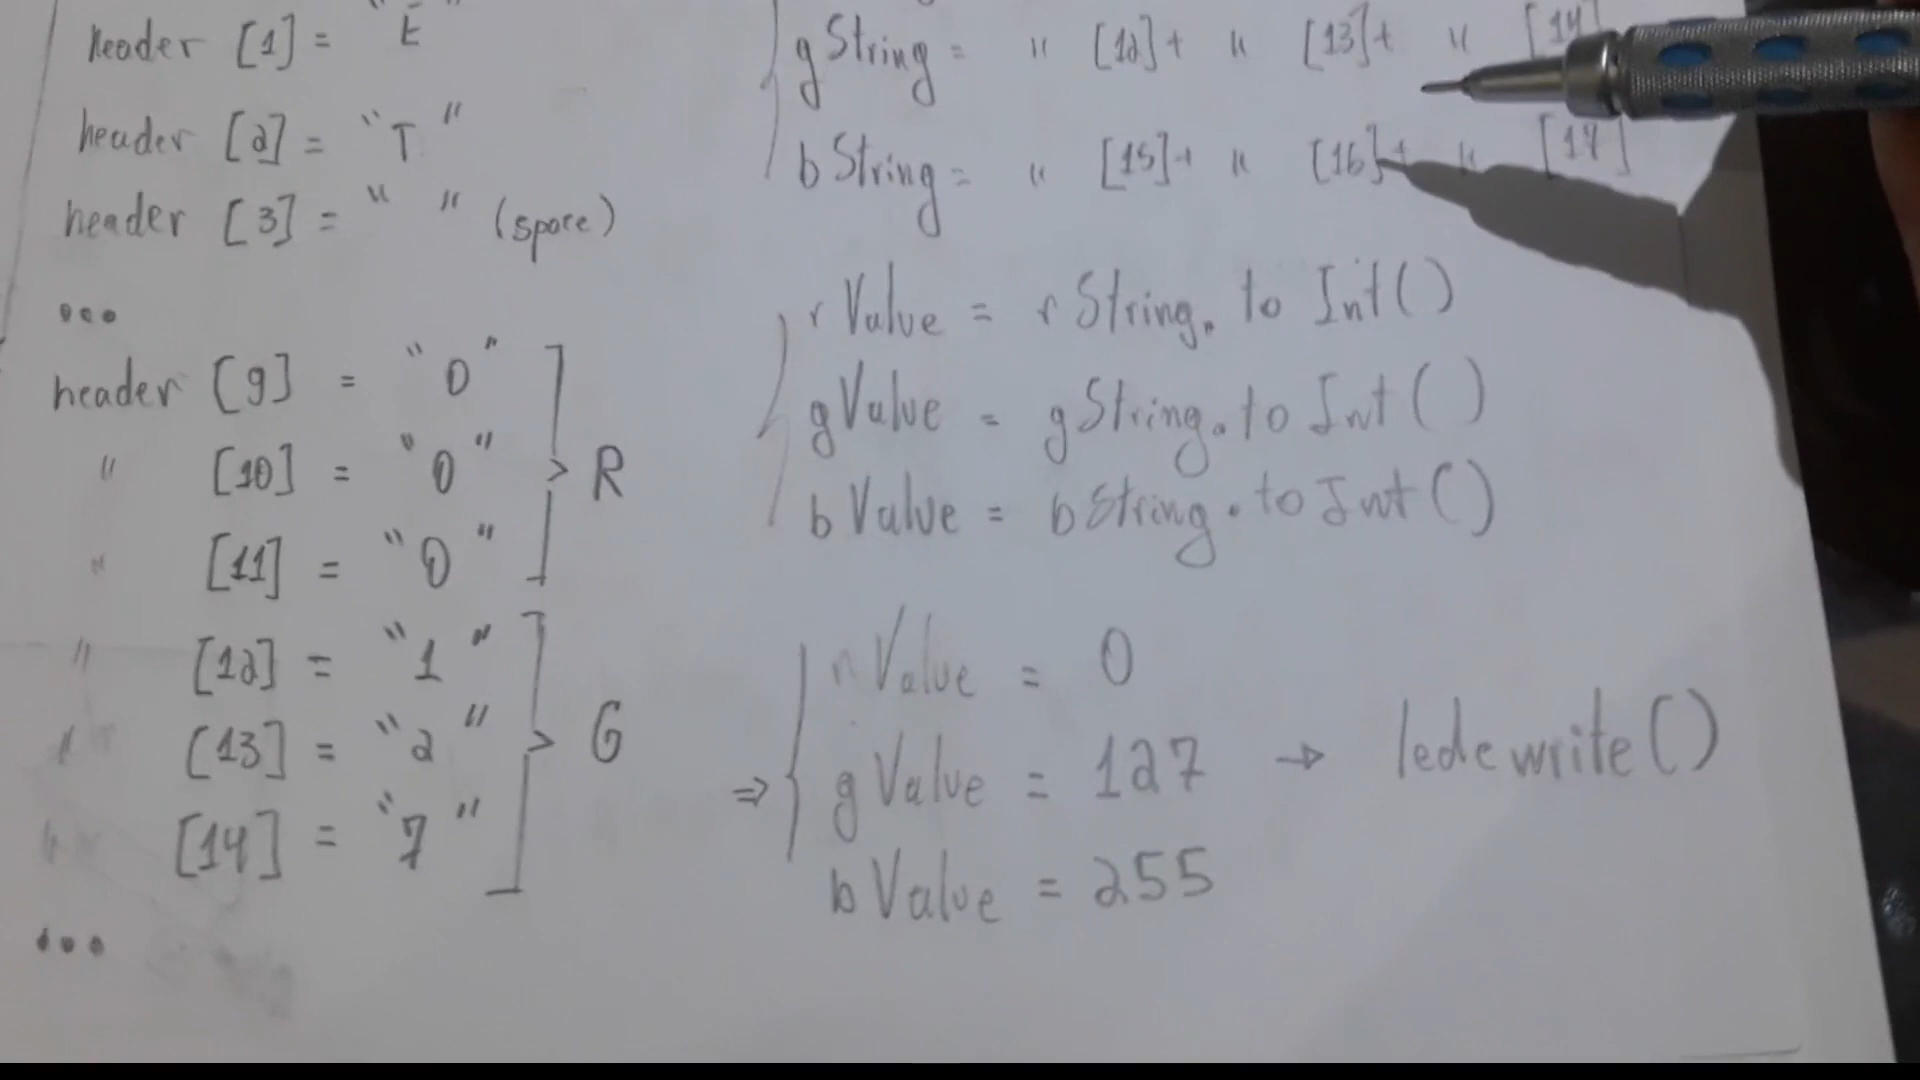 header [1] = "E"
header [2] = "T"
header [3] = " " (space)
...
header [9] = "0"
" [10] = "0" > R
" [11] = "0"
" [12] = "1"
" [13] = "2" > G
" [14] = "7"
...
gString = " [12] + " [13] + " [14]
bString = " [15] + " [16] + " [17]
rValue = rString.toInt()
gValue = gString.toInt()
bValue = bString.toInt()
rValue = 0
⇒ gValue = 127 → ledcwrite()
bValue = 255